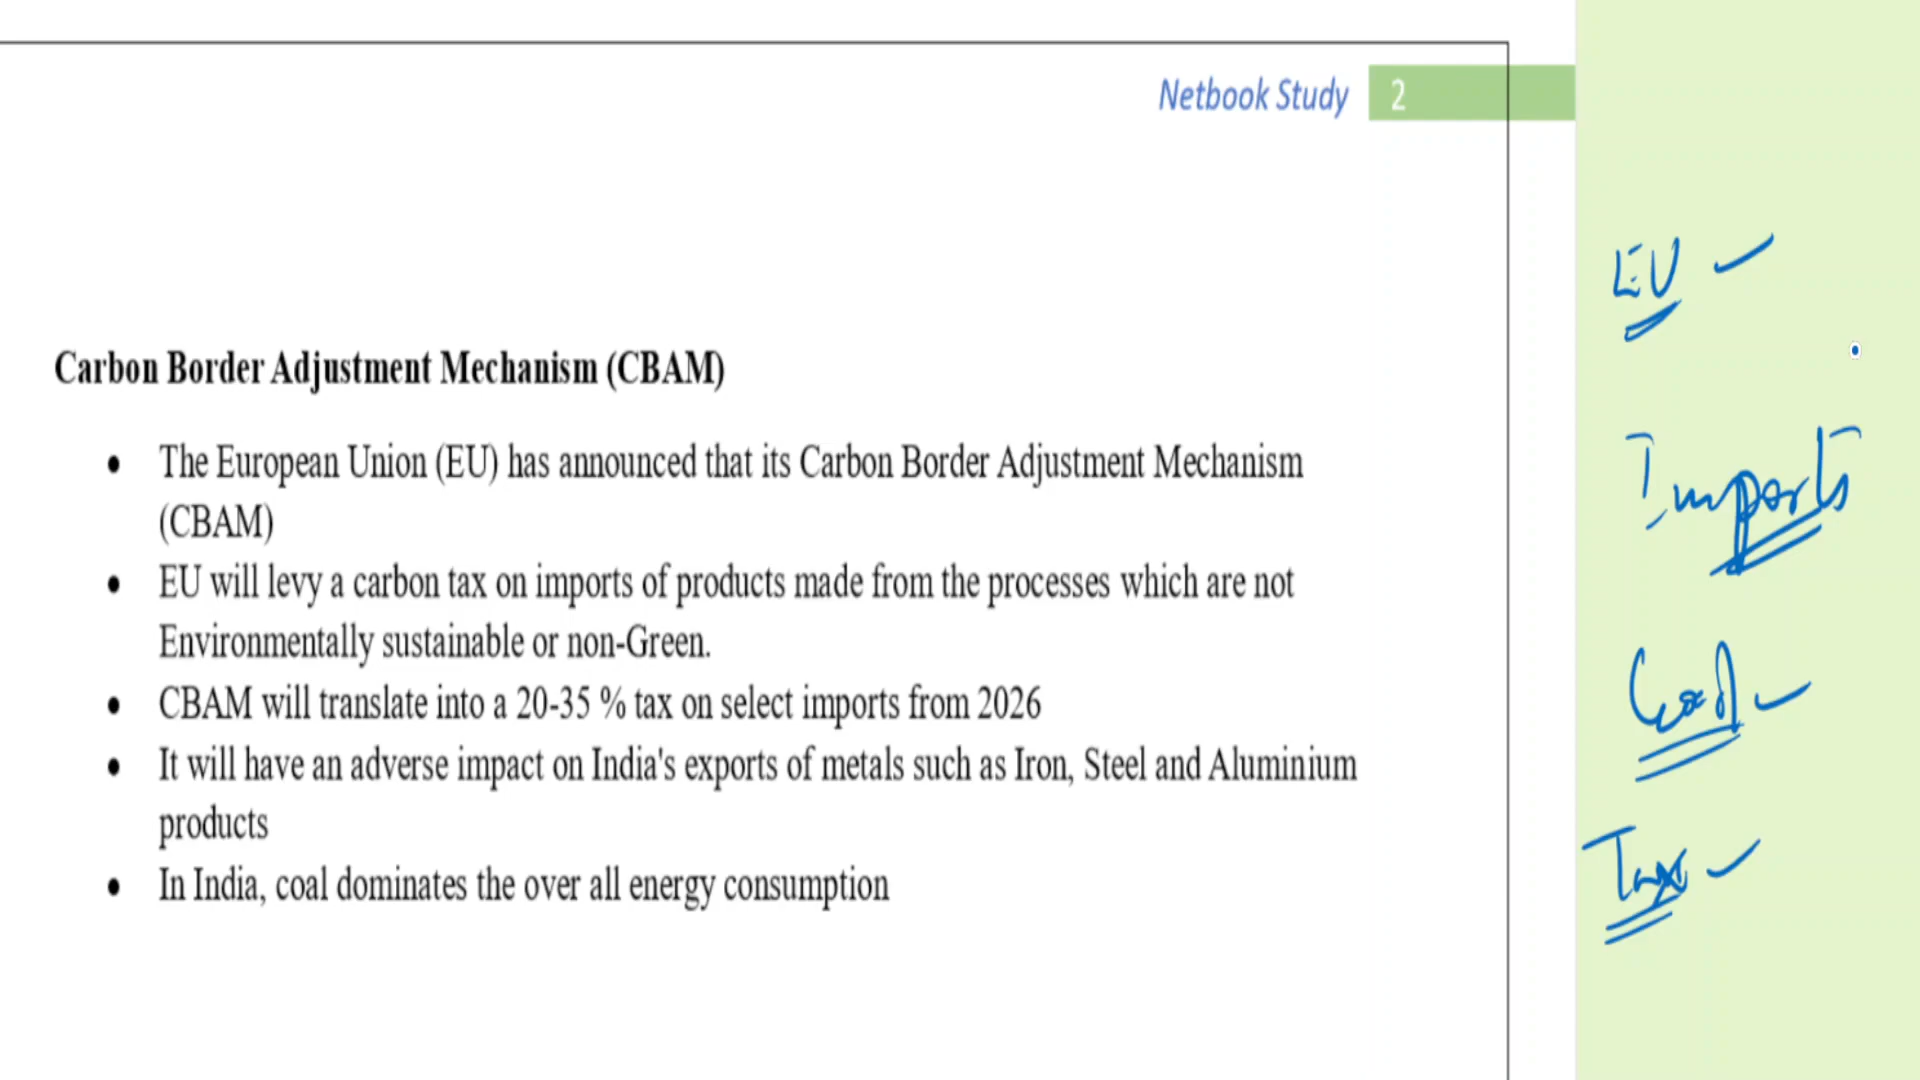 Netbook Study 2
Carbon Border Adjustment Mechanism (CBAM)
• The European Union (EU) has announced that its Carbon Border Adjustment Mechanism
(CBAM)
• EU will levy a carbon tax on imports of products made from the processes which are not
Environmentally sustainable or non-Green.
• CBAM will translate into a 20-35 % tax on select imports from 2026
• It will have an adverse impact on India's exports of metals such as Iron, Steel and Aluminium
products
• In India, coal dominates the over all energy consumption
EU
Imports
Coal
Tax